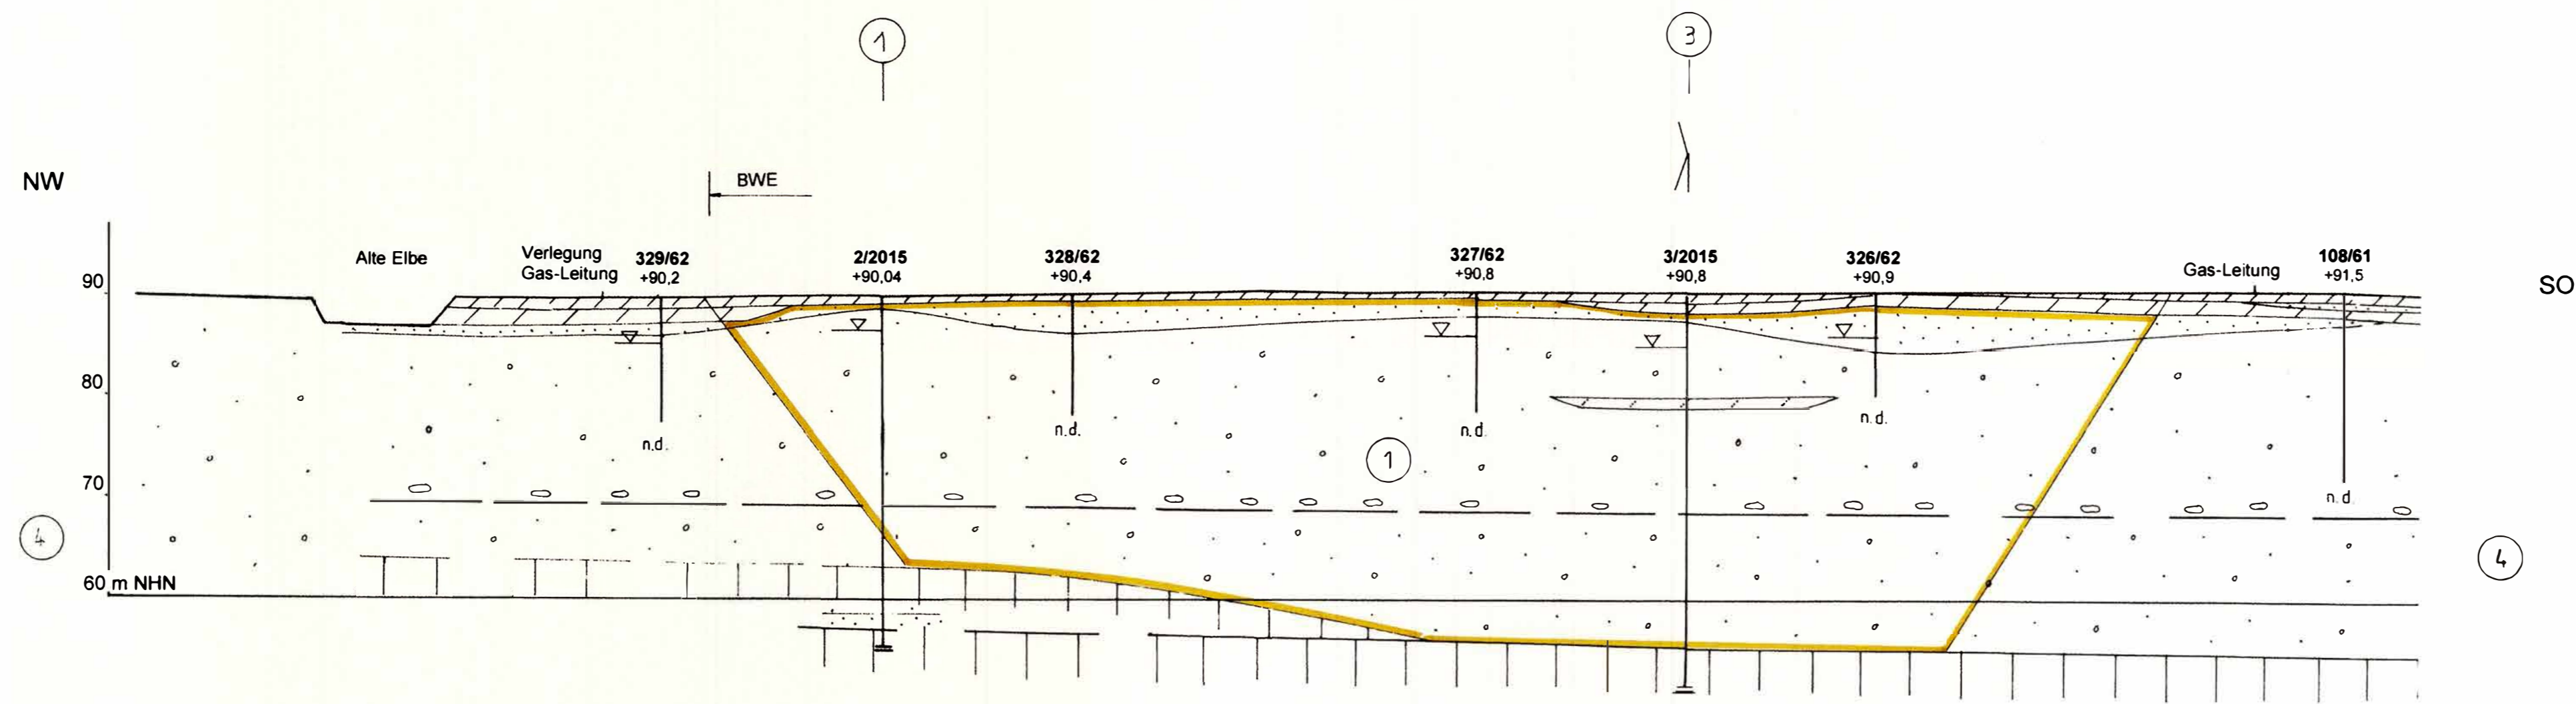 1
3
NW
BWE
Alte Elbe
Verlegung
Gas-Leitung
329/62
+90,2
2/2015
+90,04
328/62
+90,4
327/62
+90,8
3/2015
+90,8
326/62
+90,9
Gas-Leitung
108/61
+91,5
SO
90
80
n.d.
n.d.
n.d.
n.d.
1
70
n.d.
4
4
60 m NHN